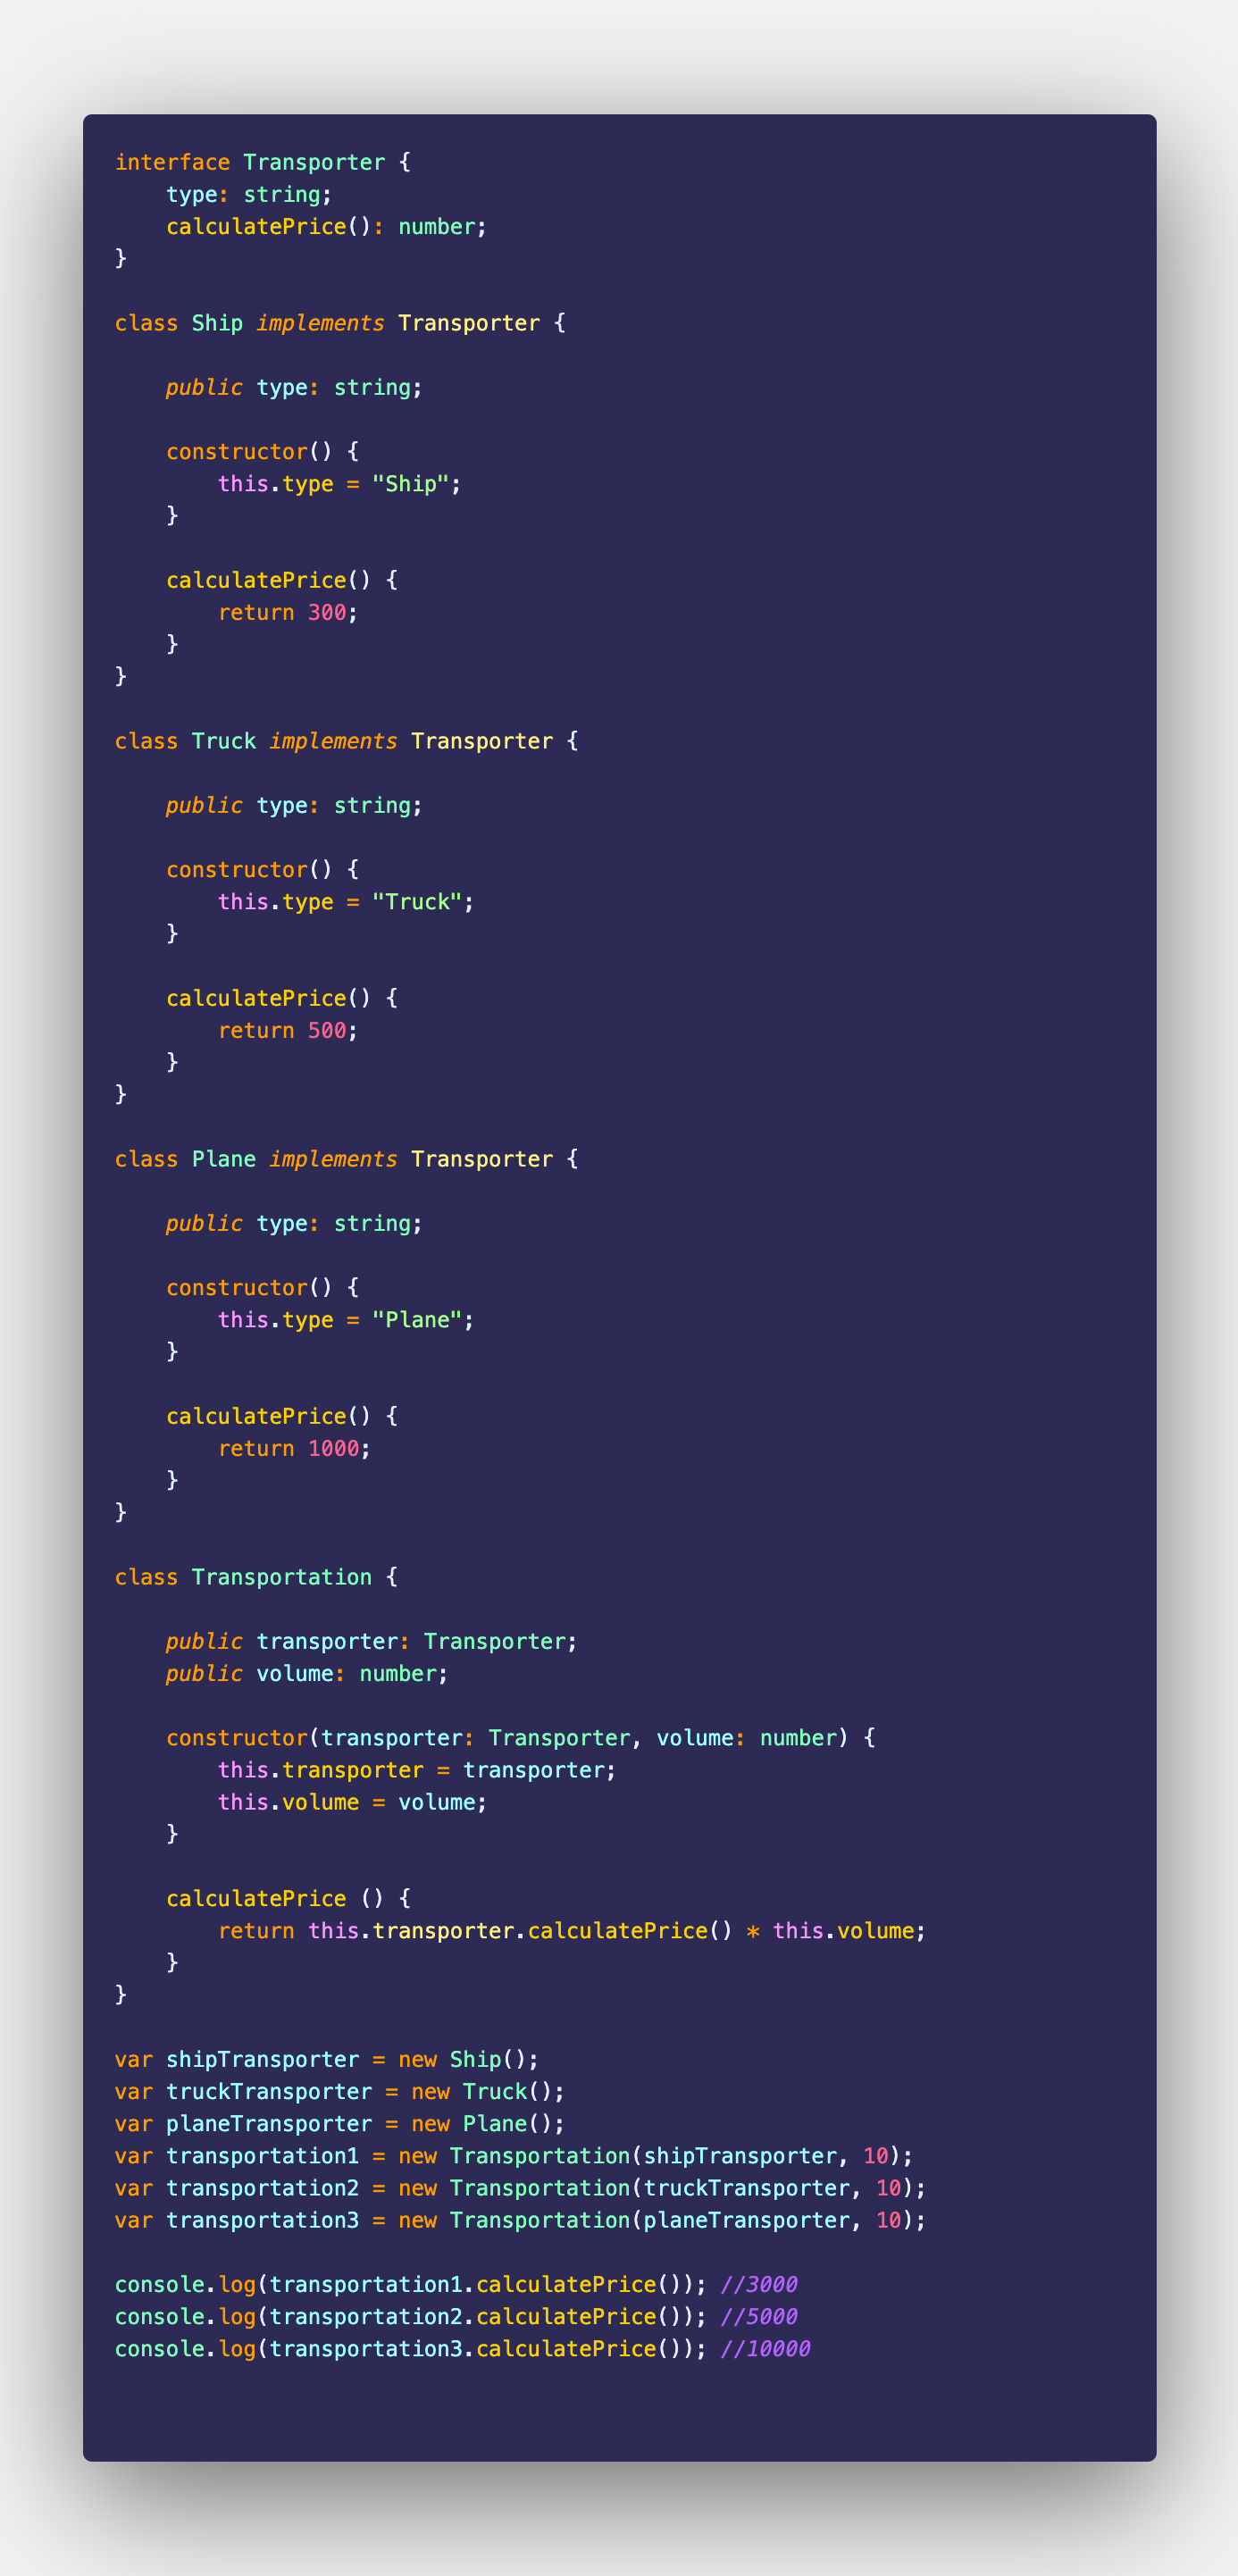 interface Transporter {
    type: string;
    calculatePrice(): number;
}

class Ship implements Transporter {

    public type: string;

    constructor() {
        this.type = "Ship";
    }

    calculatePrice() {
        return 300;
    }
}

class Truck implements Transporter {

    public type: string;

    constructor() {
        this.type = "Truck";
    }

    calculatePrice() {
        return 500;
    }
}

class Plane implements Transporter {

    public type: string;

    constructor() {
        this.type = "Plane";
    }

    calculatePrice() {
        return 1000;
    }
}

class Transportation {

    public transporter: Transporter;
    public volume: number;

    constructor(transporter: Transporter, volume: number) {
        this.transporter = transporter;
        this.volume = volume;
    }

    calculatePrice () {
        return this.transporter.calculatePrice() * this.volume;
    }
}

var shipTransporter = new Ship();
var truckTransporter = new Truck();
var planeTransporter = new Plane();
var transportation1 = new Transportation(shipTransporter, 10);
var transportation2 = new Transportation(truckTransporter, 10);
var transportation3 = new Transportation(planeTransporter, 10);

console.log(transportation1.calculatePrice()); //3000
console.log(transportation2.calculatePrice()); //5000
console.log(transportation3.calculatePrice()); //10000